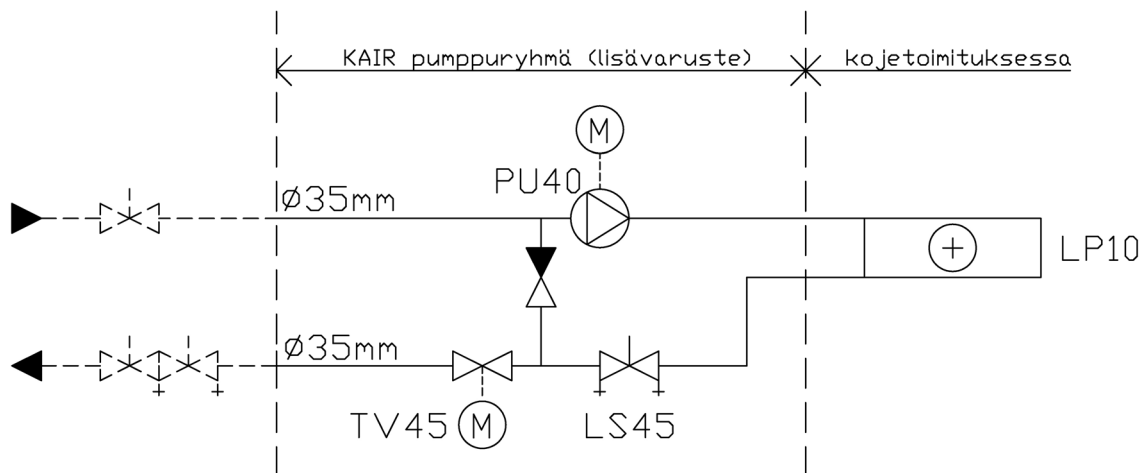 KAIR pumppuryhmä (lisävaruste)
kojetoimituksessa
M
PU40
Ø35mm
+
LP10
Ø35mm
TV45
M
LS45